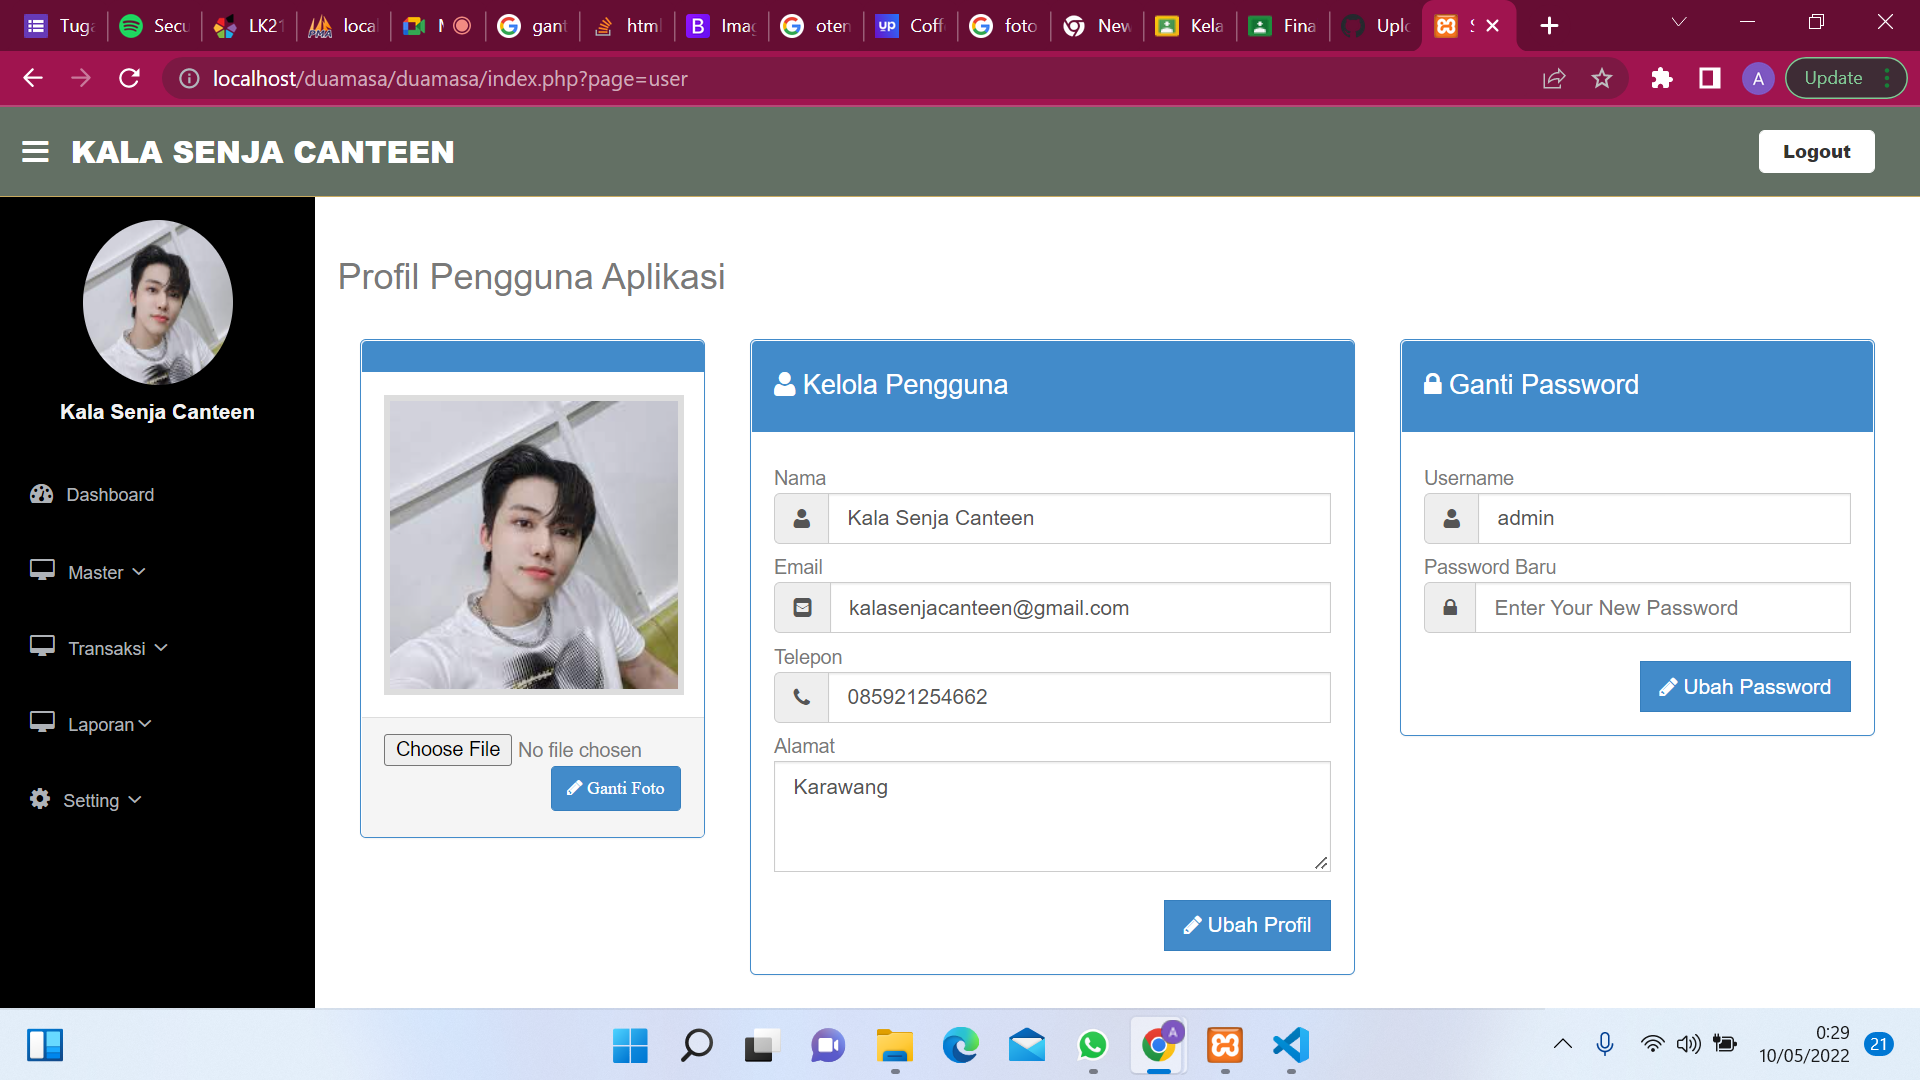 Tuga
Secu
LK21
loca
gant
html
Imag
oten
Coff
foto
New
Kela
Fina
Uplo
localhost/duamasa/duamasa/index.php?page=user
A
Update
KALA SENJA CANTEEN
Logout
Kala Senja Canteen
Dashboard
Master
Transaksi
Laporan
Setting
Profil Pengguna Aplikasi
Choose File No file chosen
Ganti Foto
Kelola Pengguna
Nama
Kala Senja Canteen
Email
kalasenjacanteen@gmail.com
Telepon
085921254662
Alamat
Karawang
Ubah Profil
Ganti Password
Username
admin
Password Baru
Enter Your New Password
Ubah Password
0:29
10/05/2022
21